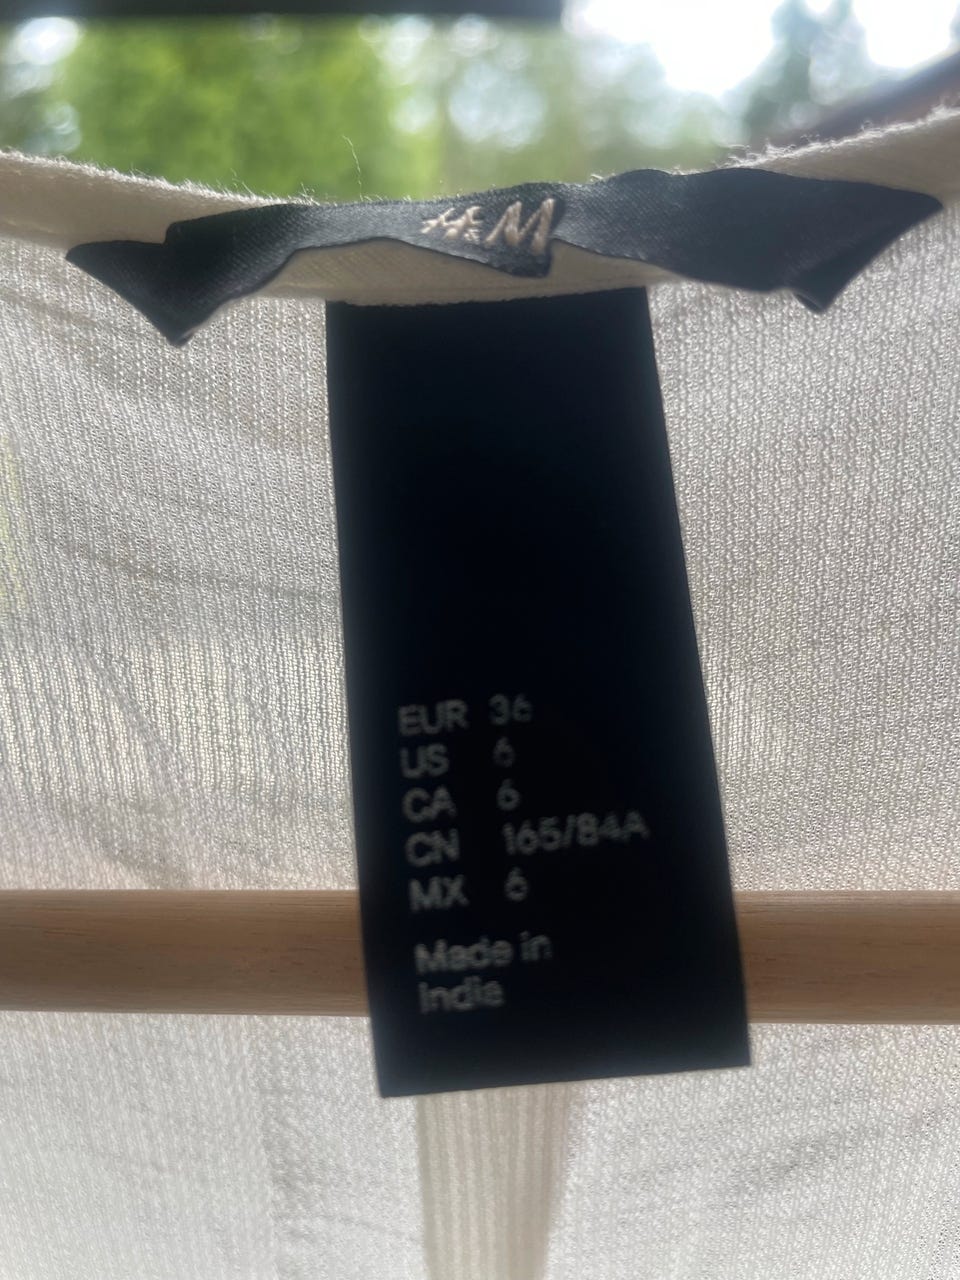 H&M
EUR 36
US 6
CA 6
CN 165/84A
MX 6
Made in
India